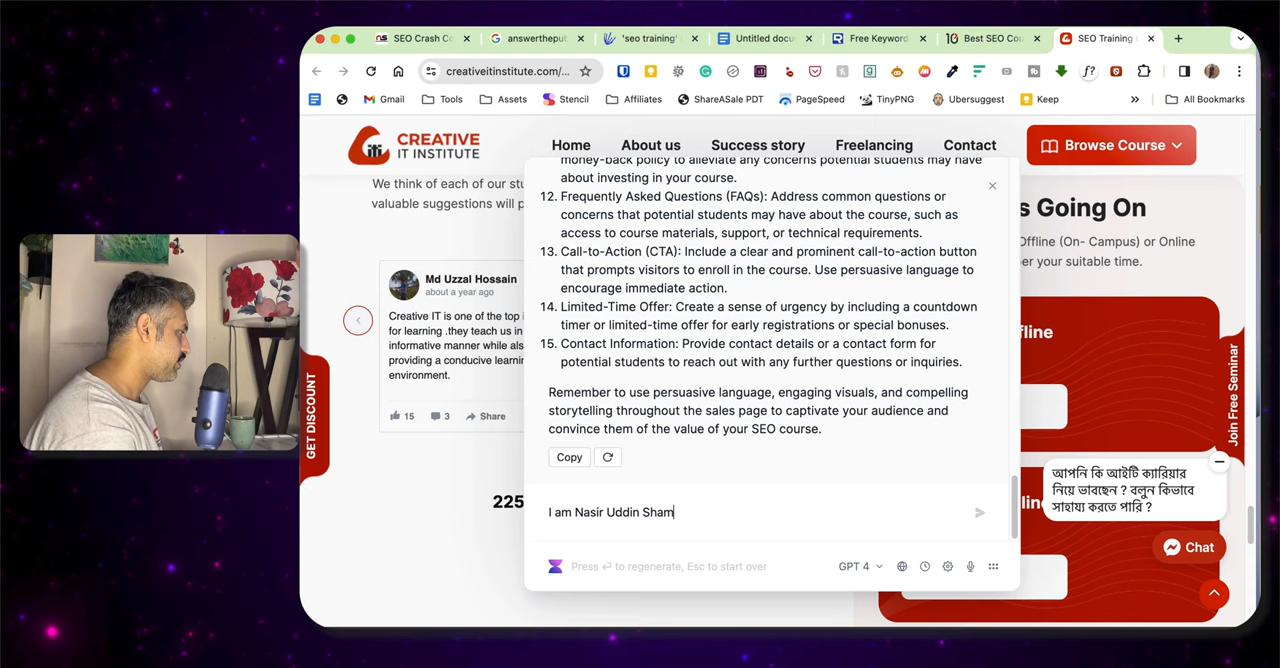 SEO Crash Co
answerthepu
'seo training'
Untitled docu
Free Keyword
Best SEO Cou
SEO Training
creativeitinstitute.com/...
Gmail
Tools
Assets
Stencil
Affiliates
ShareASale PDT
PageSpeed
TinyPNG
Ubersuggest
Keep
All Bookmarks
CREATIVE
IT INSTITUTE
Home
About us
Success story
Freelancing
Contact
Browse Course
We think of each of our stu
valuable suggestions will p
Md Uzzal Hossain
about a year ago
Creative IT is one of the top i
for learning .they teach us in
informative manner while als
providing a conducive learnin
environment.
15
3
Share
225
GET DISCOUNT
money-back policy to alleviate any concerns potential students may have
about investing in your course.
12. Frequently Asked Questions (FAQs): Address common questions or
concerns that potential students may have about the course, such as
access to course materials, support, or technical requirements.
13. Call-to-Action (CTA): Include a clear and prominent call-to-action button
that prompts visitors to enroll in the course. Use persuasive language to
encourage immediate action.
14. Limited-Time Offer: Create a sense of urgency by including a countdown
timer or limited-time offer for early registrations or special bonuses.
15. Contact Information: Provide contact details or a contact form for
potential students to reach out with any further questions or inquiries.
Remember to use persuasive language, engaging visuals, and compelling
storytelling throughout the sales page to captivate your audience and
convince them of the value of your SEO course.
Copy
I am Nasir Uddin Sham
Press ⏎ to regenerate, Esc to start over
GPT 4
s Going On
Offline (On- Campus) or Online
per your suitable time.
fline
lin
Join Free Seminar
আপনি কি আইটি ক্যারিয়ার
নিয়ে ভাবছেন ? বলুন কিভাবে
সাহায্য করতে পারি ?
Chat